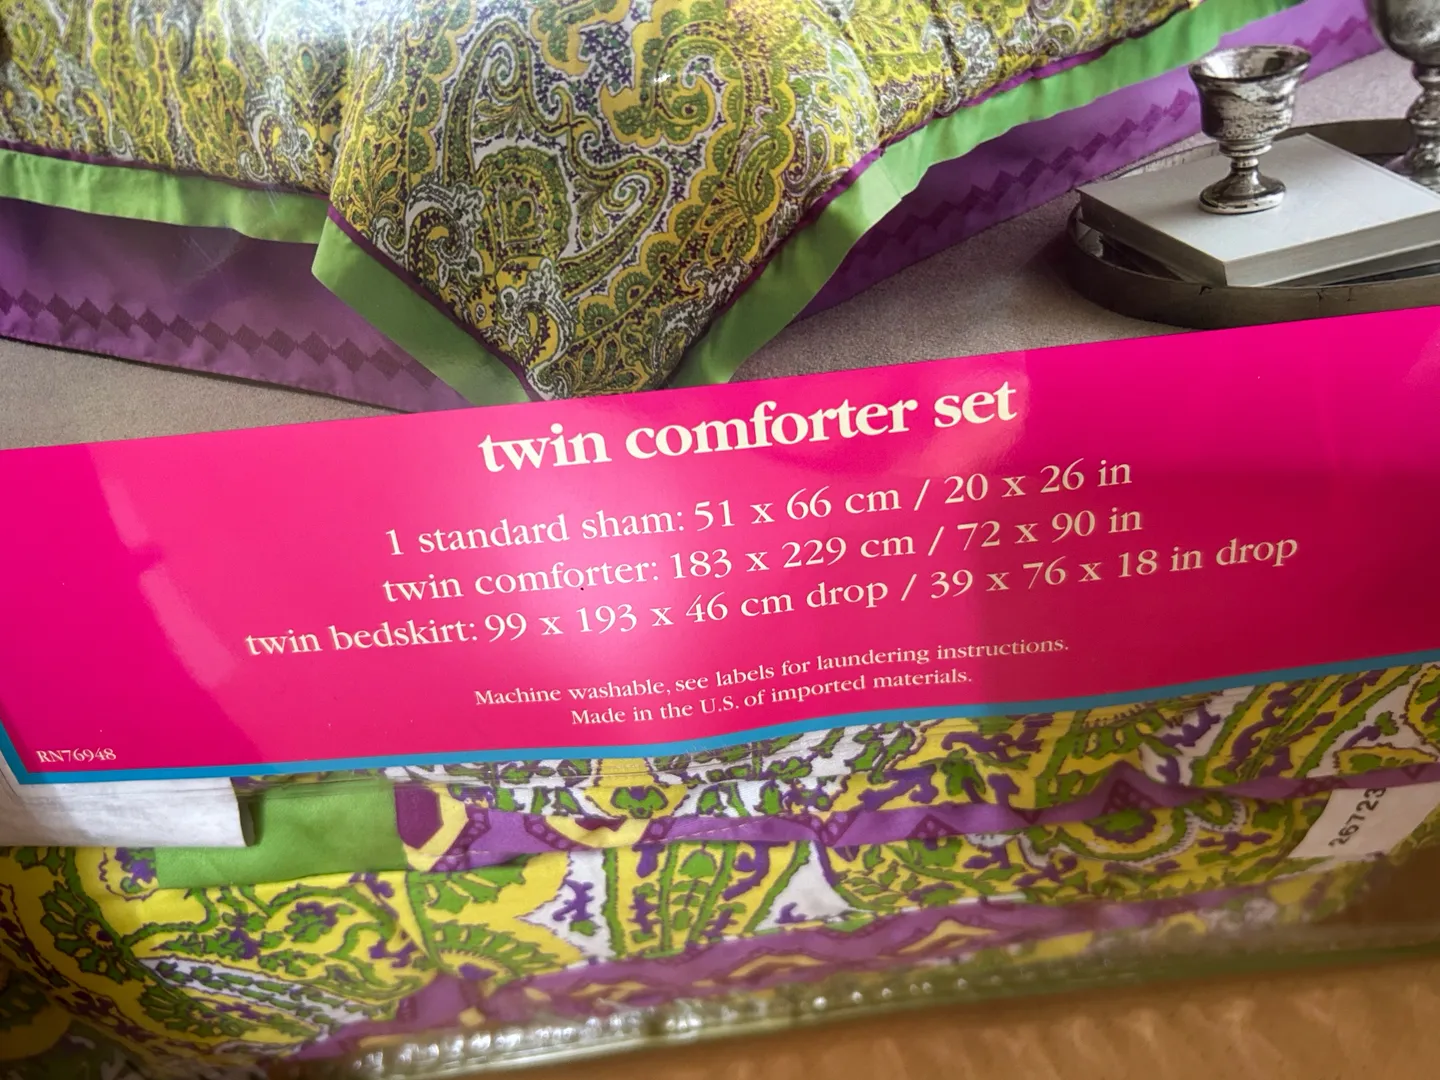 twin comforter set
1 standard sham: 51 x 66 cm / 20 x 26 in
twin comforter: 183 x 229 cm / 72 x 90 in
twin bedskirt: 99 x 193 x 46 cm drop / 39 x 76 x 18 in drop
Machine washable, see labels for laundering instructions.
Made in the U.S. of imported materials.
RN76948
26723